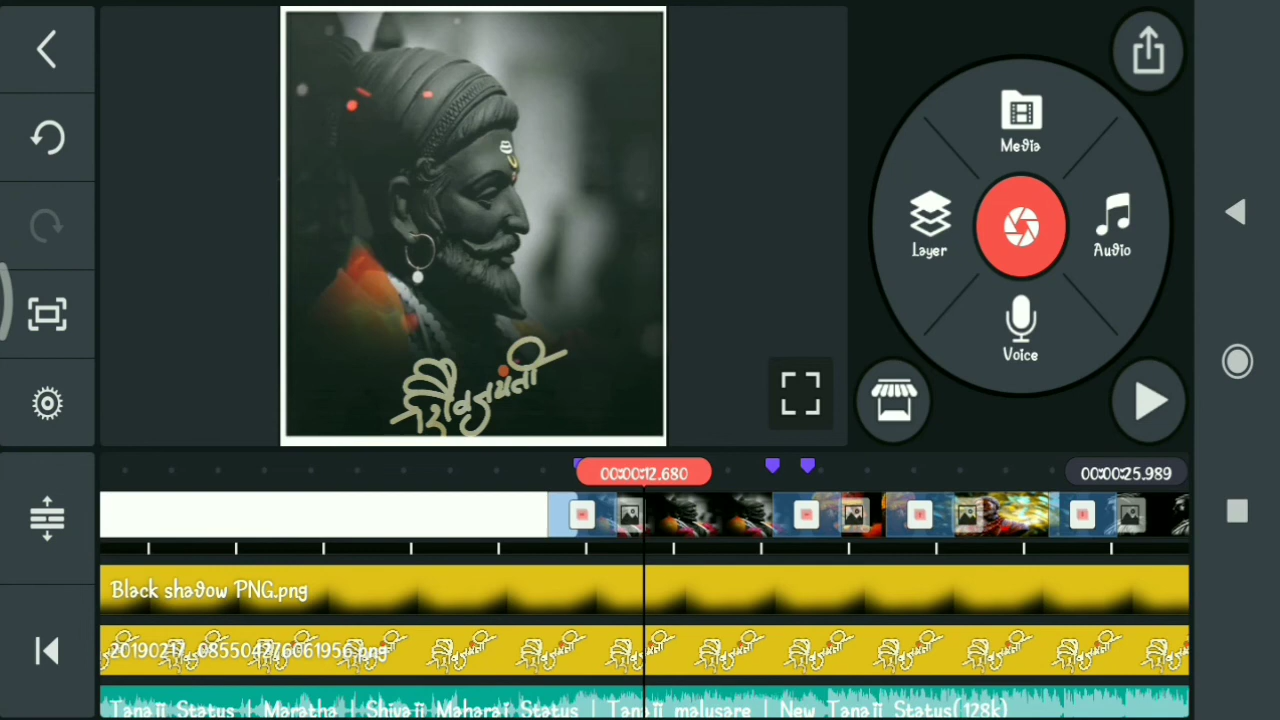 Media
Layer
Audio
Voice
शिवजयंती
00:00:12.680
00:00:25.989
Black shadow PNG.png
20190217_085504276061956.png
Tanaji Status | Maratha | Shivaji Maharaj Status | Tanaji malusare | New Tanaji Status(128k)